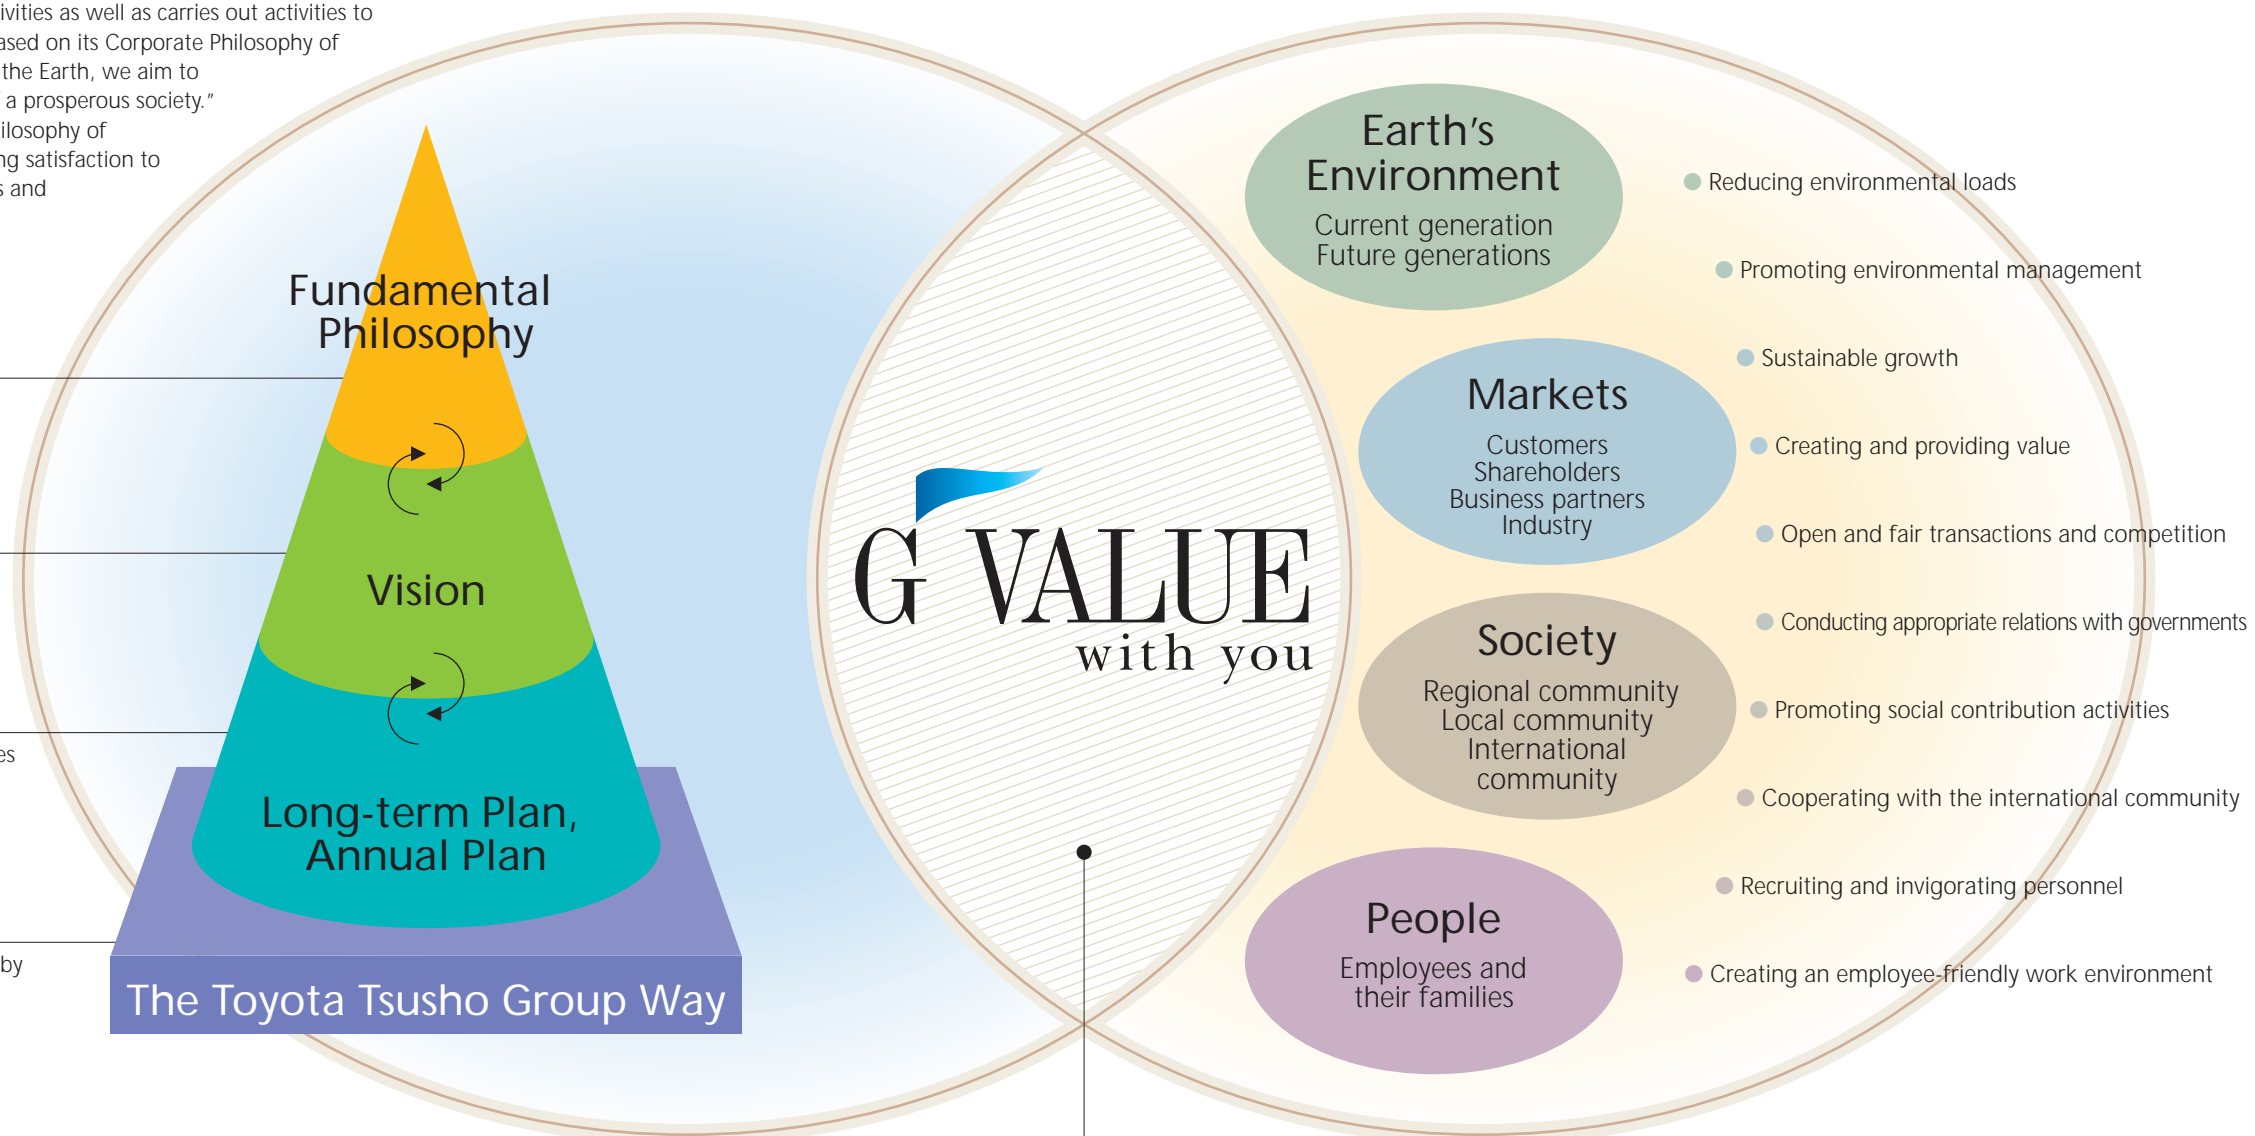 ivities as well as carries out activities to
ased on its Corporate Philosophy of
the Earth, we aim to
a prosperous society."
ilosophy of
ng satisfaction to
s and
es
by
Fundamental
Philosophy
Vision
Long-term Plan,
Annual Plan
The Toyota Tsusho Group Way
G'VALUE
with you
Earth's
Environment
Current generation
Future generations
Markets
Customers
Shareholders
Business partners
Industry
Society
Regional community
Local community
International
community
People
Employees and
their families
Reducing environmental loads
Promoting environmental management
Sustainable growth
Creating and providing value
Open and fair transactions and competition
Conducting appropriate relations with governments
Promoting social contribution activities
Cooperating with the international community
Recruiting and invigorating personnel
Creating an employee-friendly work environment